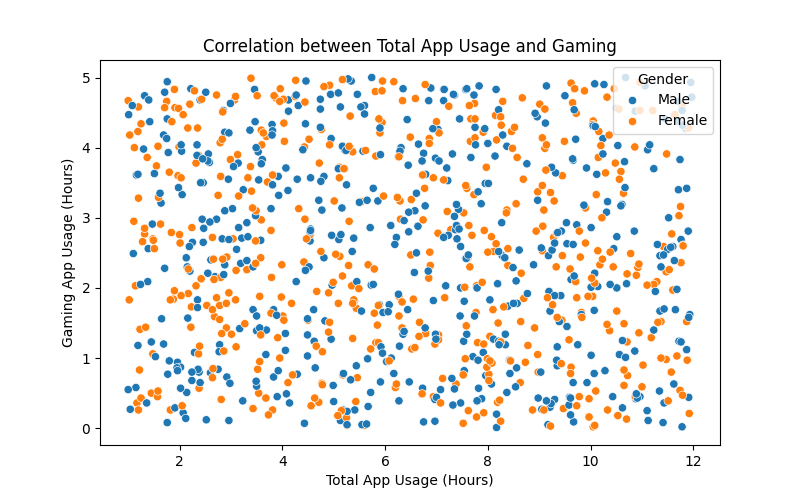 Correlation between Total App Usage and Gaming
Gaming App Usage (Hours)
5
4
3
2
1
0
Gender
Male
Female
2 4 6 8 10 12
Total App Usage (Hours)